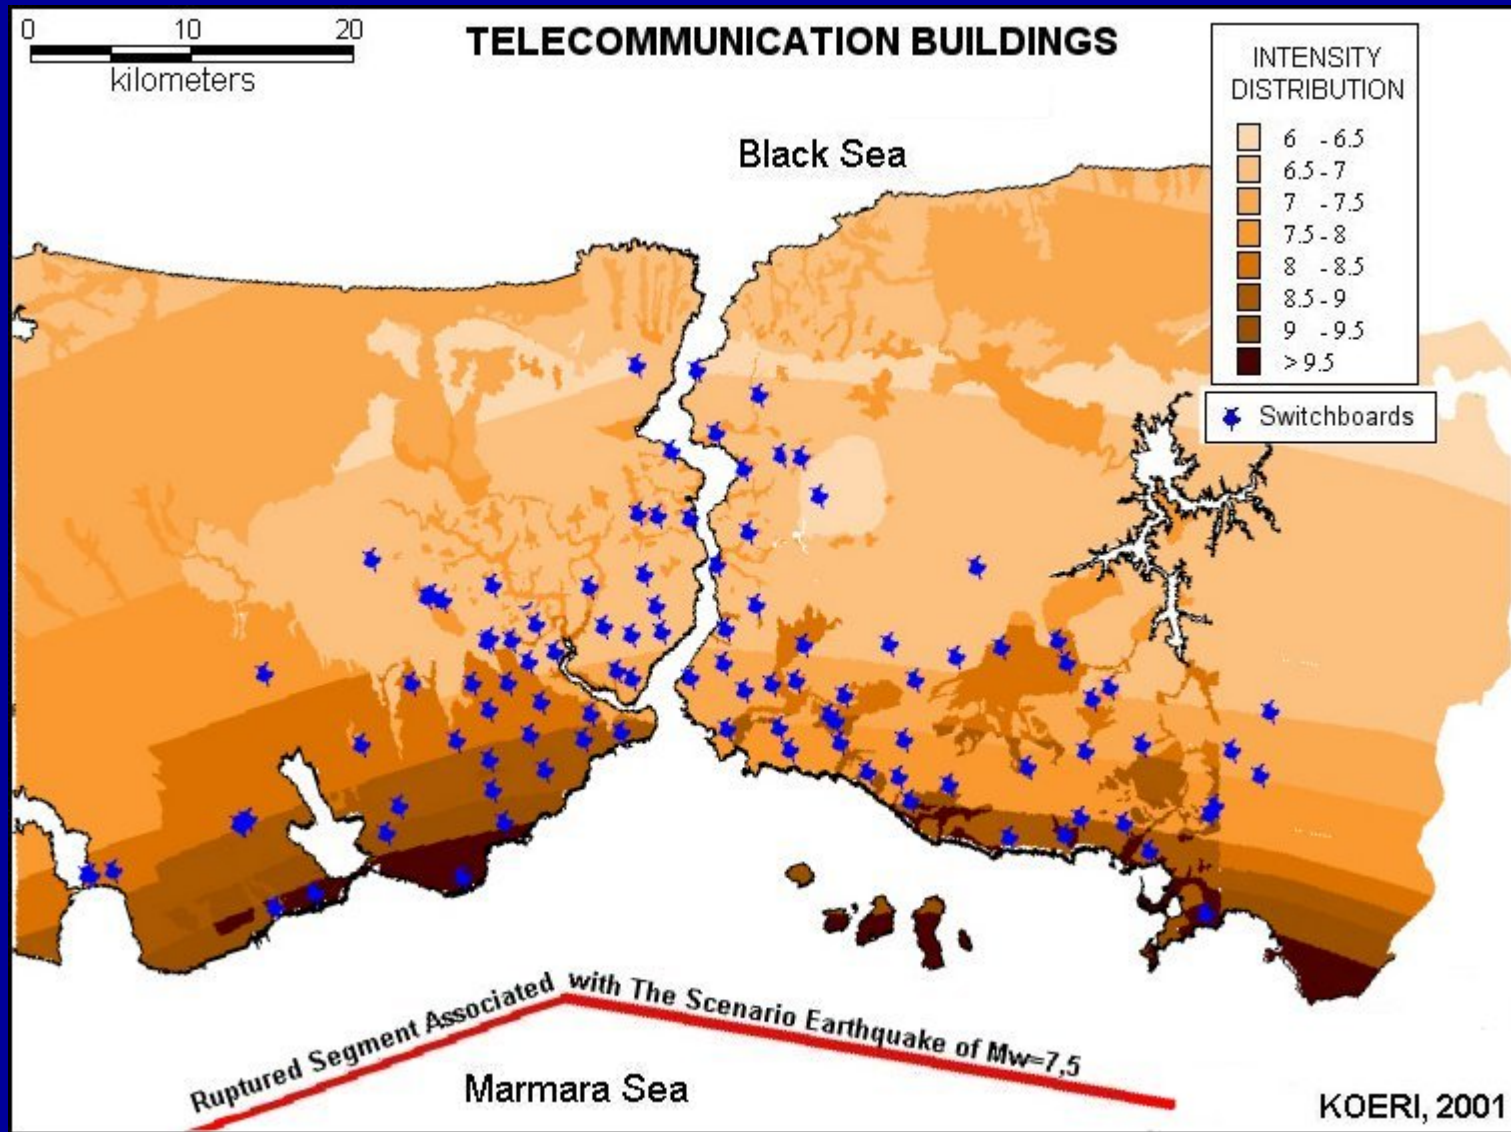 0 10 20
kilometers
TELECOMMUNICATION BUILDINGS
INTENSITY
DISTRIBUTION
6 - 6.5
6.5 - 7
7 - 7.5
7.5 - 8
8 - 8.5
8.5 - 9
9 - 9.5
> 9.5
Switchboards
Black Sea
Ruptured Segment Associated with The Scenario Earthquake of Mw=7,5
Marmara Sea
KOERI, 2001